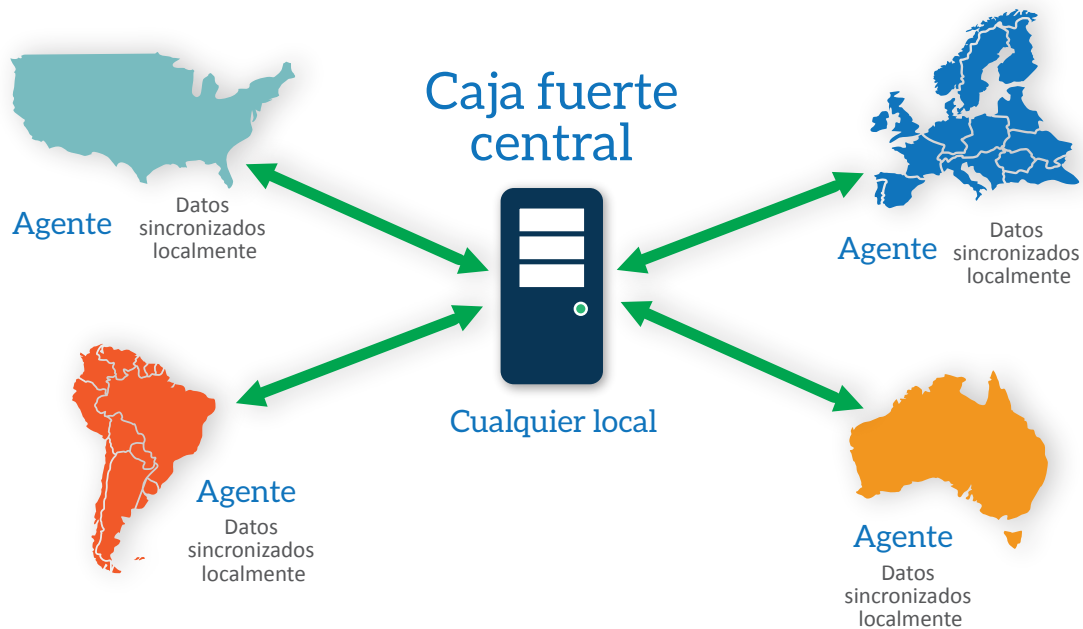 Caja fuerte
central
Agente
Datos
sincronizados
localmente
Agente
Datos
sincronizados
localmente
Cualquier local
Agente
Datos
sincronizados
localmente
Agente
Datos
sincronizados
localmente